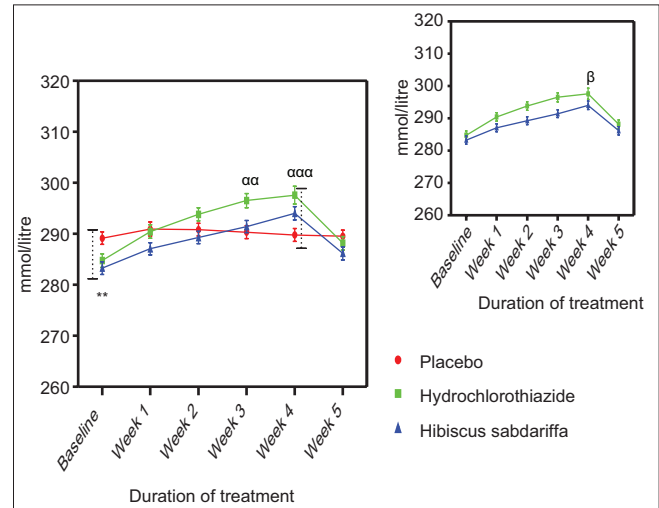 320
310
300
290
280
270
260
mmol/litre
αα
ααα
**
Baseline
Week 1
Week 2
Week 3
Week 4
Week 5
Duration of treatment
320
300
290
280
260
mmol/litre
β
Baseline
Week 1
Week 2
Week 3
Week 4
Week 5
Duration of treatment
Placebo
Hydrochlorothiazide
Hibiscus sabdariffa